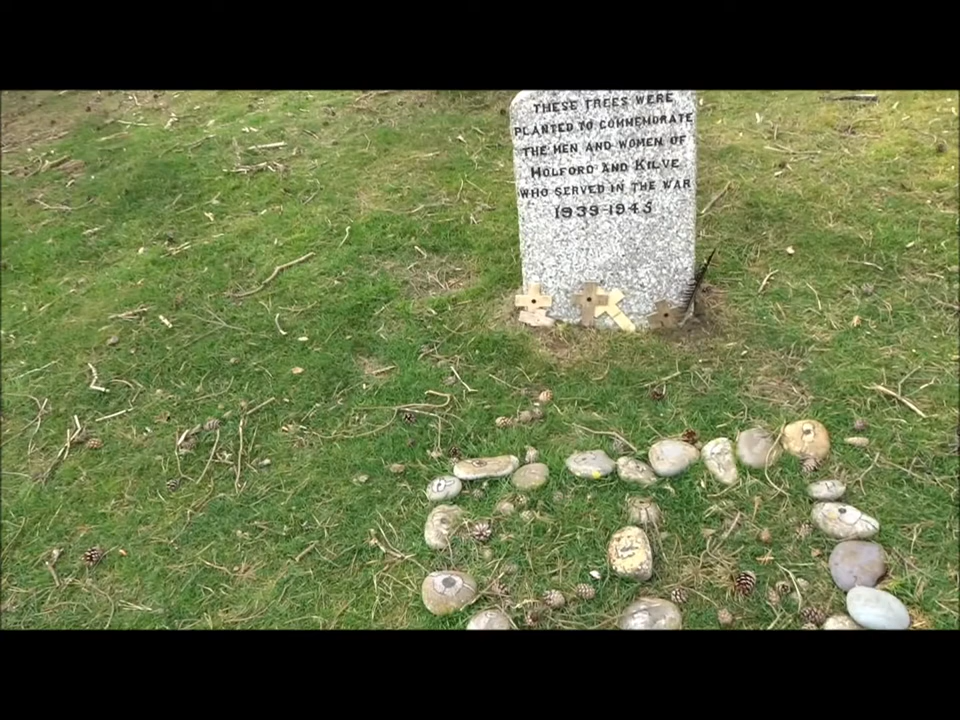 THESE TREES WERE
PLANTED TO COMMEMORATE
THE MEN AND WOMEN OF
HOLFORD AND KILVE
WHO SERVED IN THE WAR
1939-1945